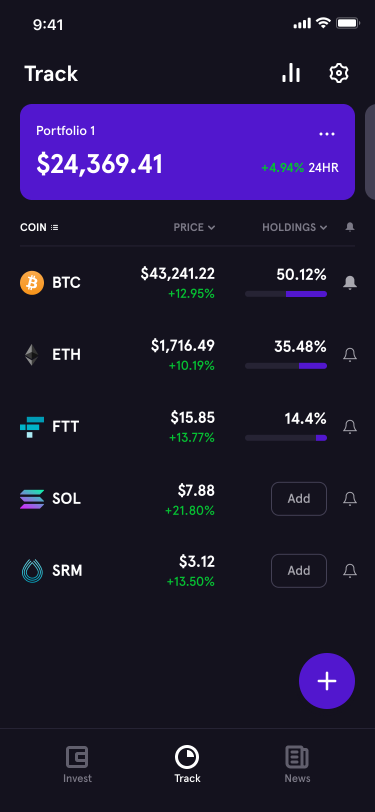 9:41
Track
Portfolio 1
$24,369.41
+4.94% 24HR
COIN PRICE HOLDINGS
BTC $43,241.22 50.12%
+12.95%
ETH $1,716.49 35.48%
+10.19%
FTT $15.85 14.4%
+13.77%
SOL $7.88 Add
+21.80%
SRM $3.12 Add
+13.50%
Invest Track News